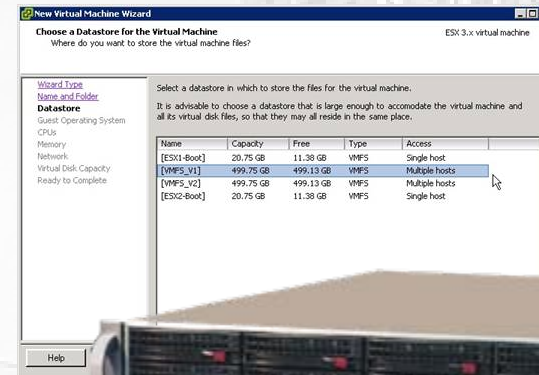 New Virtual Machine Wizard
Choose a Datastore for the Virtual Machine
Where do you want to store the virtual machine files?
ESX 3.x virtual machine
Wizard Type
Name and Folder
Datastore
Guest Operating System
CPUs
Memory
Network
Virtual Disk Capacity
Ready to Complete
Select a datastore in which to store the files for the virtual machine.
It is advisable to choose a datastore that is large enough to accomodate the virtual machine and
all its virtual disk files, so that they may all reside in the same place.
Name Capacity Free Type Access
[ESX1-Boot] 20.75 GB 11.38 GB VMFS Single host
[VMFS_V1] 499.75 GB 499.13 GB VMFS Multiple hosts
[VMFS_V2] 499.75 GB 499.13 GB VMFS Multiple hosts
[ESX2-Boot] 20.75 GB 11.38 GB VMFS Single host
Help